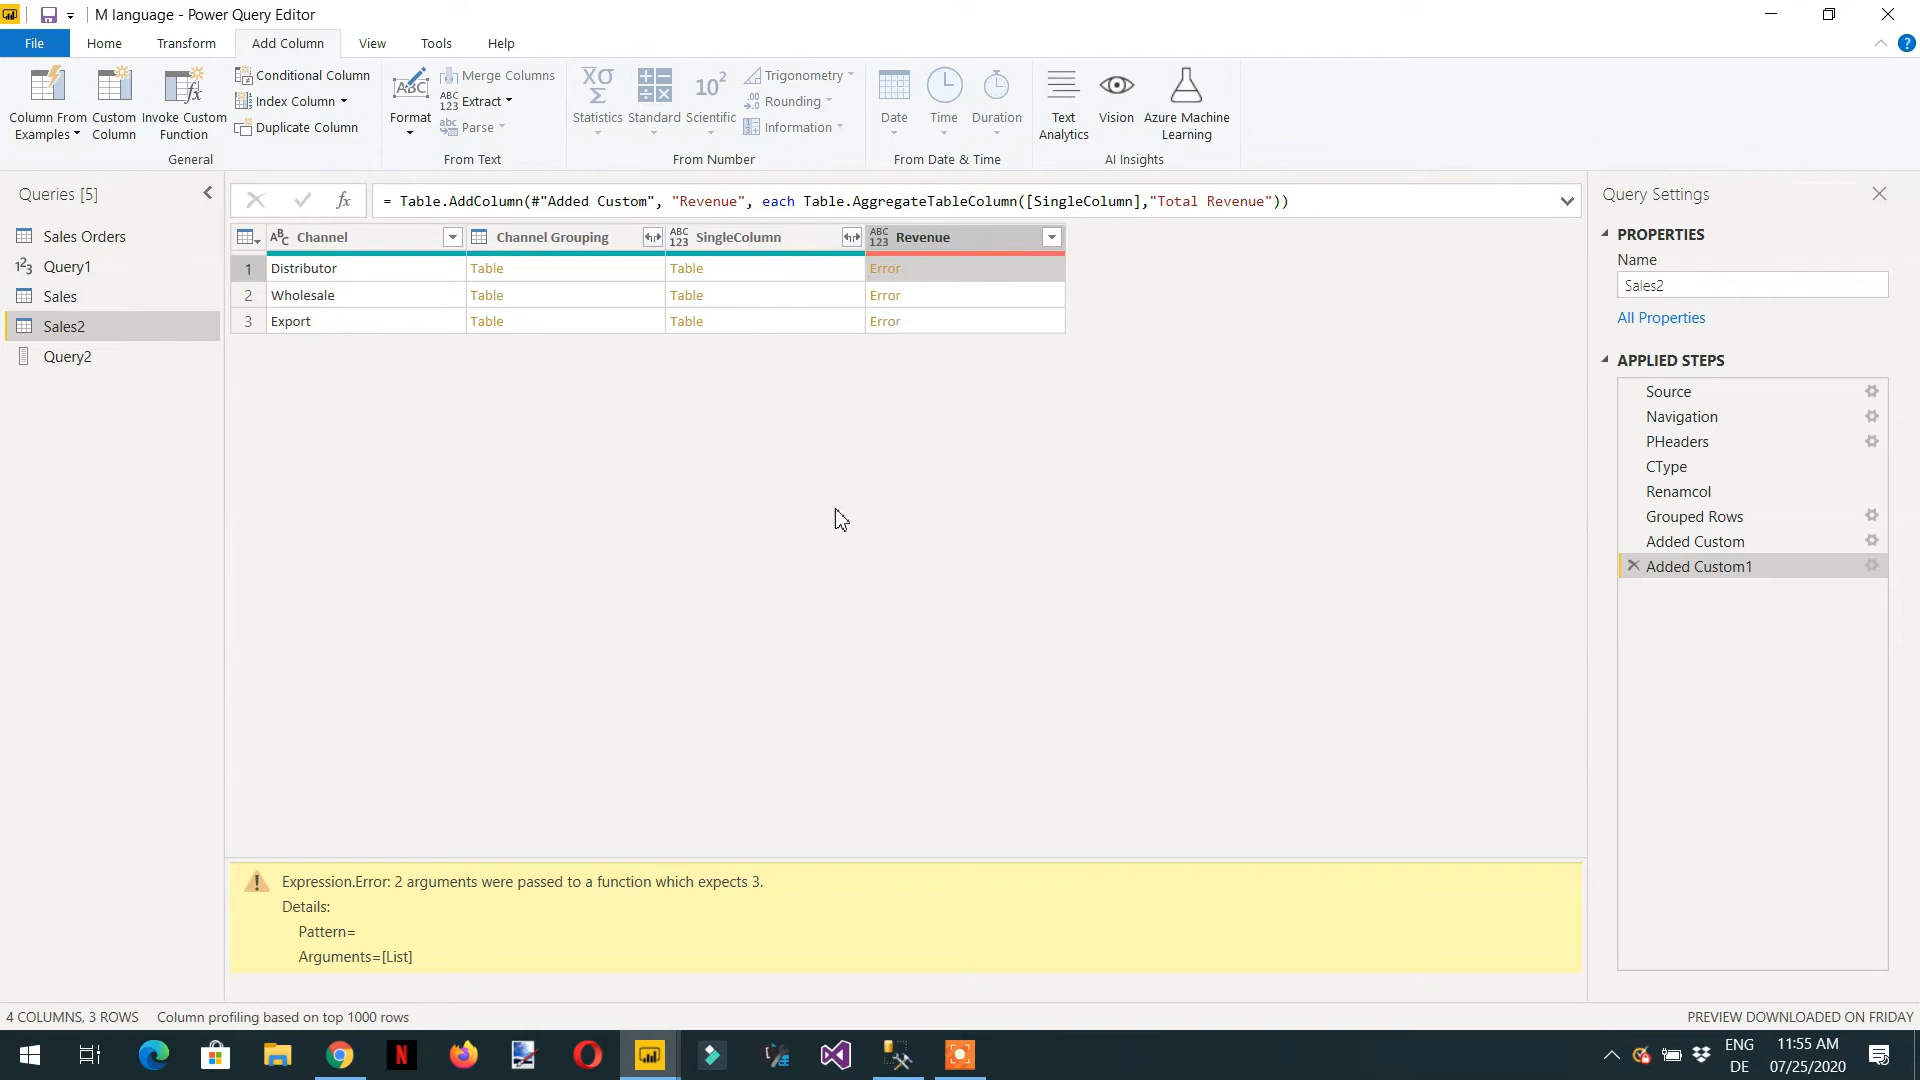 M language - Power Query Editor
File Home Transform Add Column View Tools Help
Column From Examples
Custom Column
Invoke Custom Function
Conditional Column
Index Column
Duplicate Column
General
Format
Merge Columns
Extract
Parse
From Text
Statistics
Standard
Scientific
Trigonometry
Rounding
Information
From Number
Date
Time
Duration
From Date & Time
Text Analytics
Vision
Azure Machine Learning
AI Insights
Queries [5]
Sales Orders
Query1
Sales
Sales2
Query2
= Table.AddColumn(#"Added Custom", "Revenue", each Table.AggregateTableColumn([SingleColumn],"Total Revenue"))
Channel Channel Grouping SingleColumn Revenue
1 Distributor Table Table Error
2 Wholesale Table Table Error
3 Export Table Table Error
Expression.Error: 2 arguments were passed to a function which expects 3.
Details:
Pattern=
Arguments=[List]
Query Settings
PROPERTIES
Name
Sales2
All Properties
APPLIED STEPS
Source
Navigation
PHeaders
CType
Renamcol
Grouped Rows
Added Custom
Added Custom1
4 COLUMNS, 3 ROWS Column profiling based on top 1000 rows
PREVIEW DOWNLOADED ON FRIDAY
ENG
DE
11:55 AM
07/25/2020